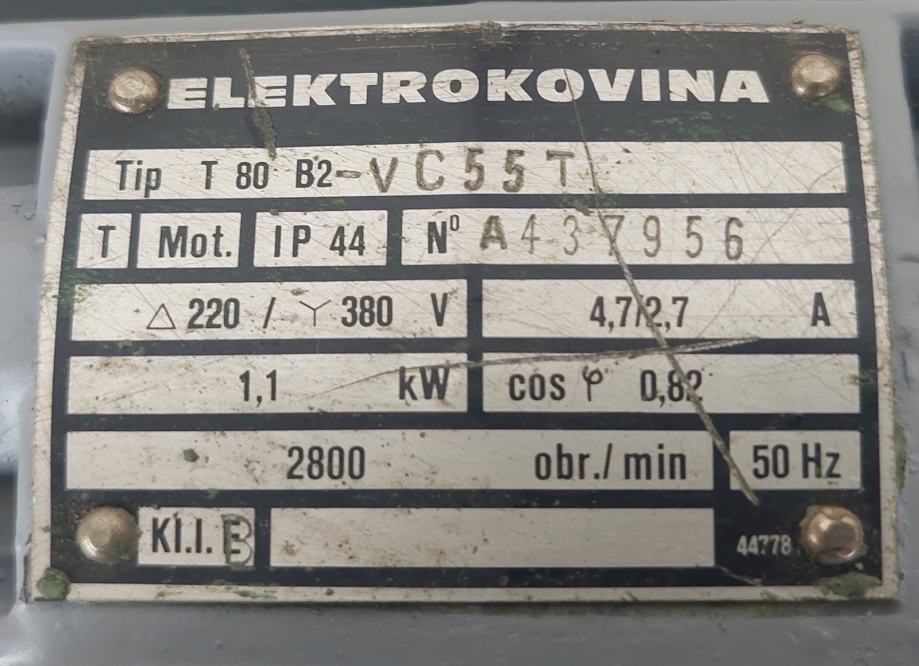 ELEKTROKOVINA
Tip T 80 B2-VC55T
T Mot. IP 44 Nº A437956
△ 220 / Y 380 V 4,7/2,7 A
1,1 kW cos φ 0,82
2800 obr./min 50 Hz
Kl.I.
44778